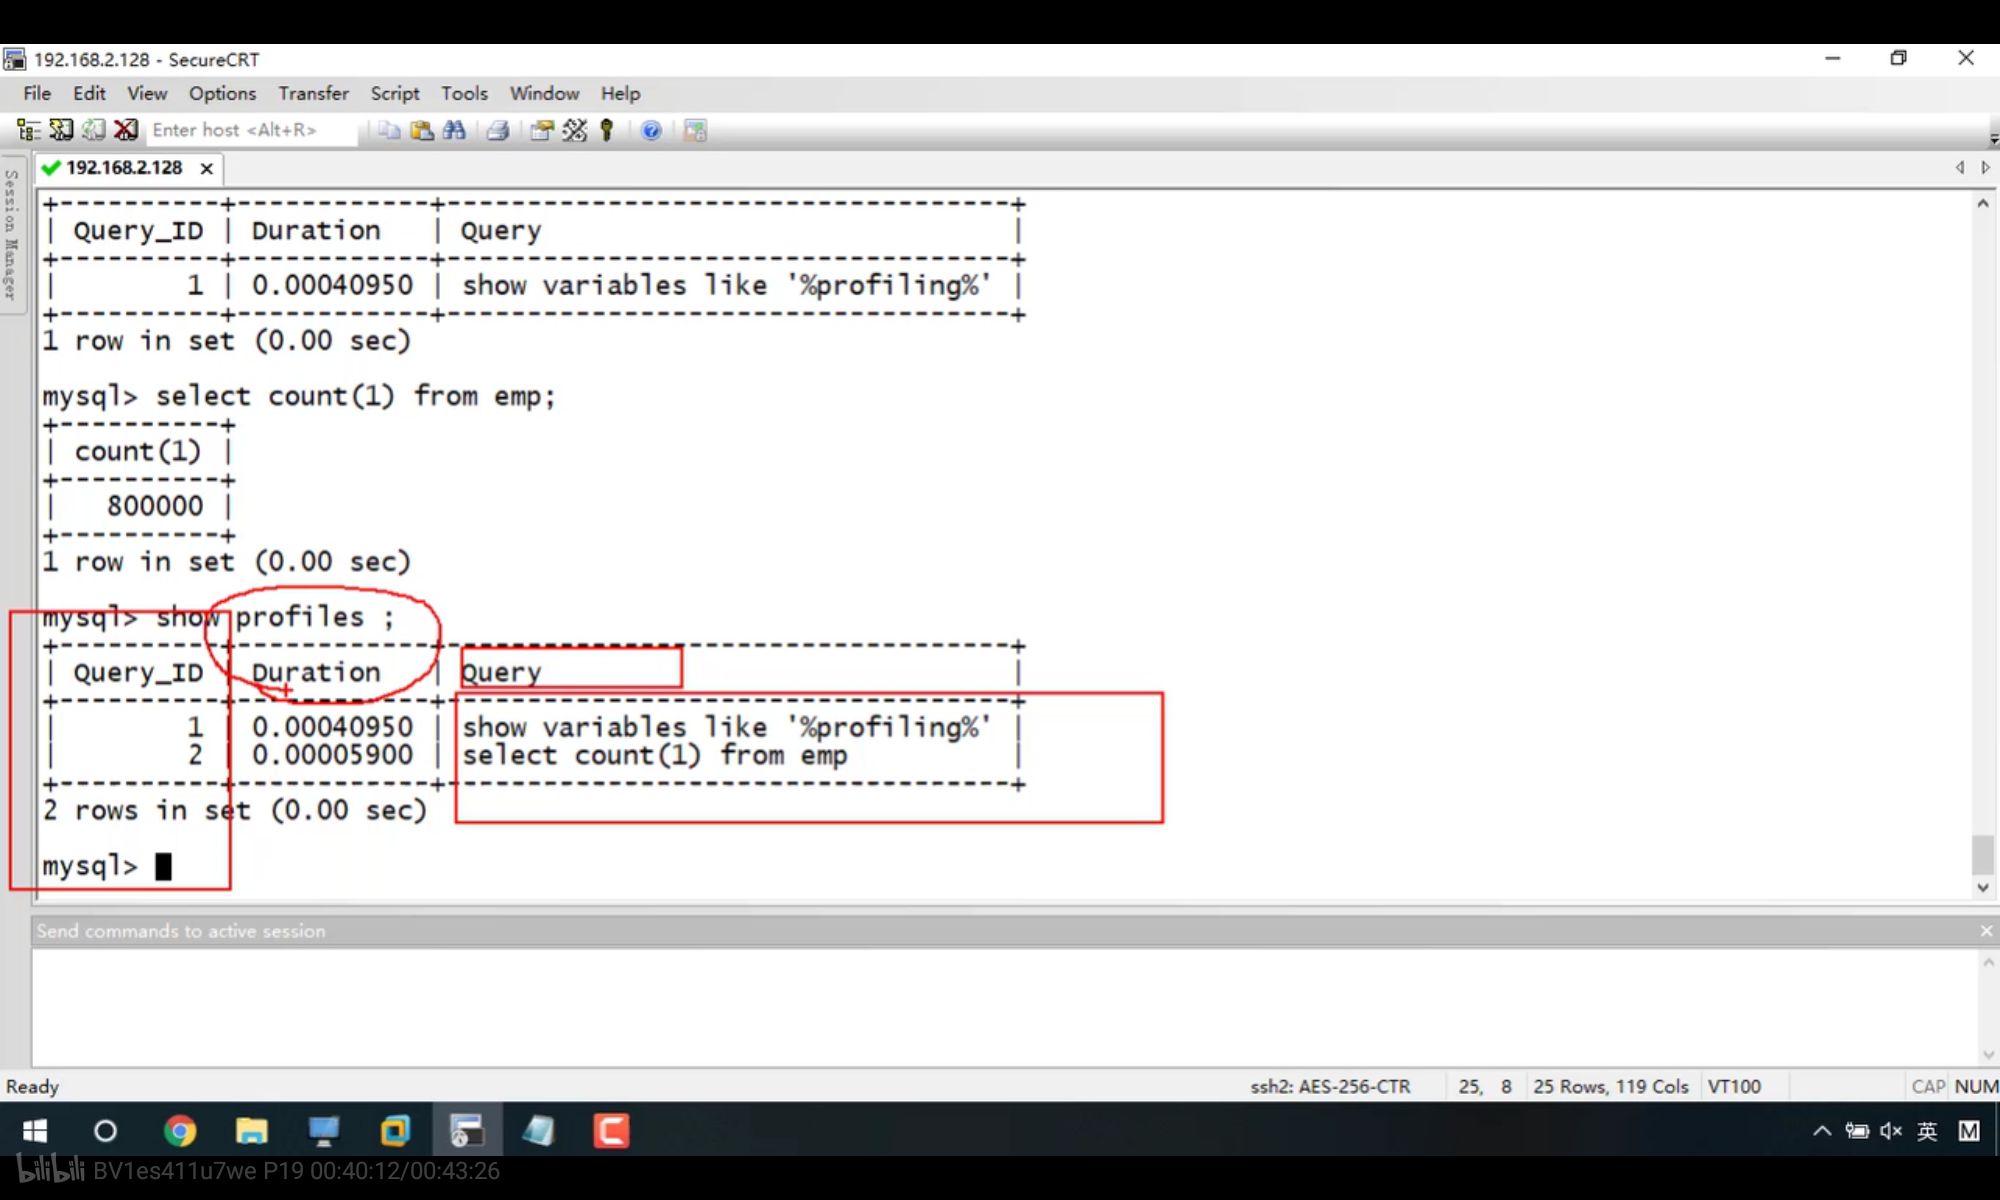 192.168.2.128 - SecureCRT
File Edit View Options Transfer Script Tools Window Help
Enter host <Alt+R>
192.168.2.128
Session Manager
+----------+------------+-----------------------------------+
| Query_ID | Duration   | Query                             |
+----------+------------+-----------------------------------+
|        1 | 0.00040950 | show variables like '%profiling%' |
+----------+------------+-----------------------------------+
1 row in set (0.00 sec)
mysql> select count(1) from emp;
+----------+
| count(1) |
+----------+
|   800000 |
+----------+
1 row in set (0.00 sec)
mysql> show profiles ;
+----------+------------+-----------------------------------+
| Query_ID | Duration   | Query                             |
+----------+------------+-----------------------------------+
|        1 | 0.00040950 | show variables like '%profiling%' |
|        2 | 0.00005900 | select count(1) from emp          |
+----------+------------+-----------------------------------+
2 rows in set (0.00 sec)
mysql>
Send commands to active session
Ready ssh2: AES-256-CTR 25, 8 25 Rows, 119 Cols VT100 CAP NUM
英 M
bilibili BV1es411u7we P19 00:40:12/00:43:26